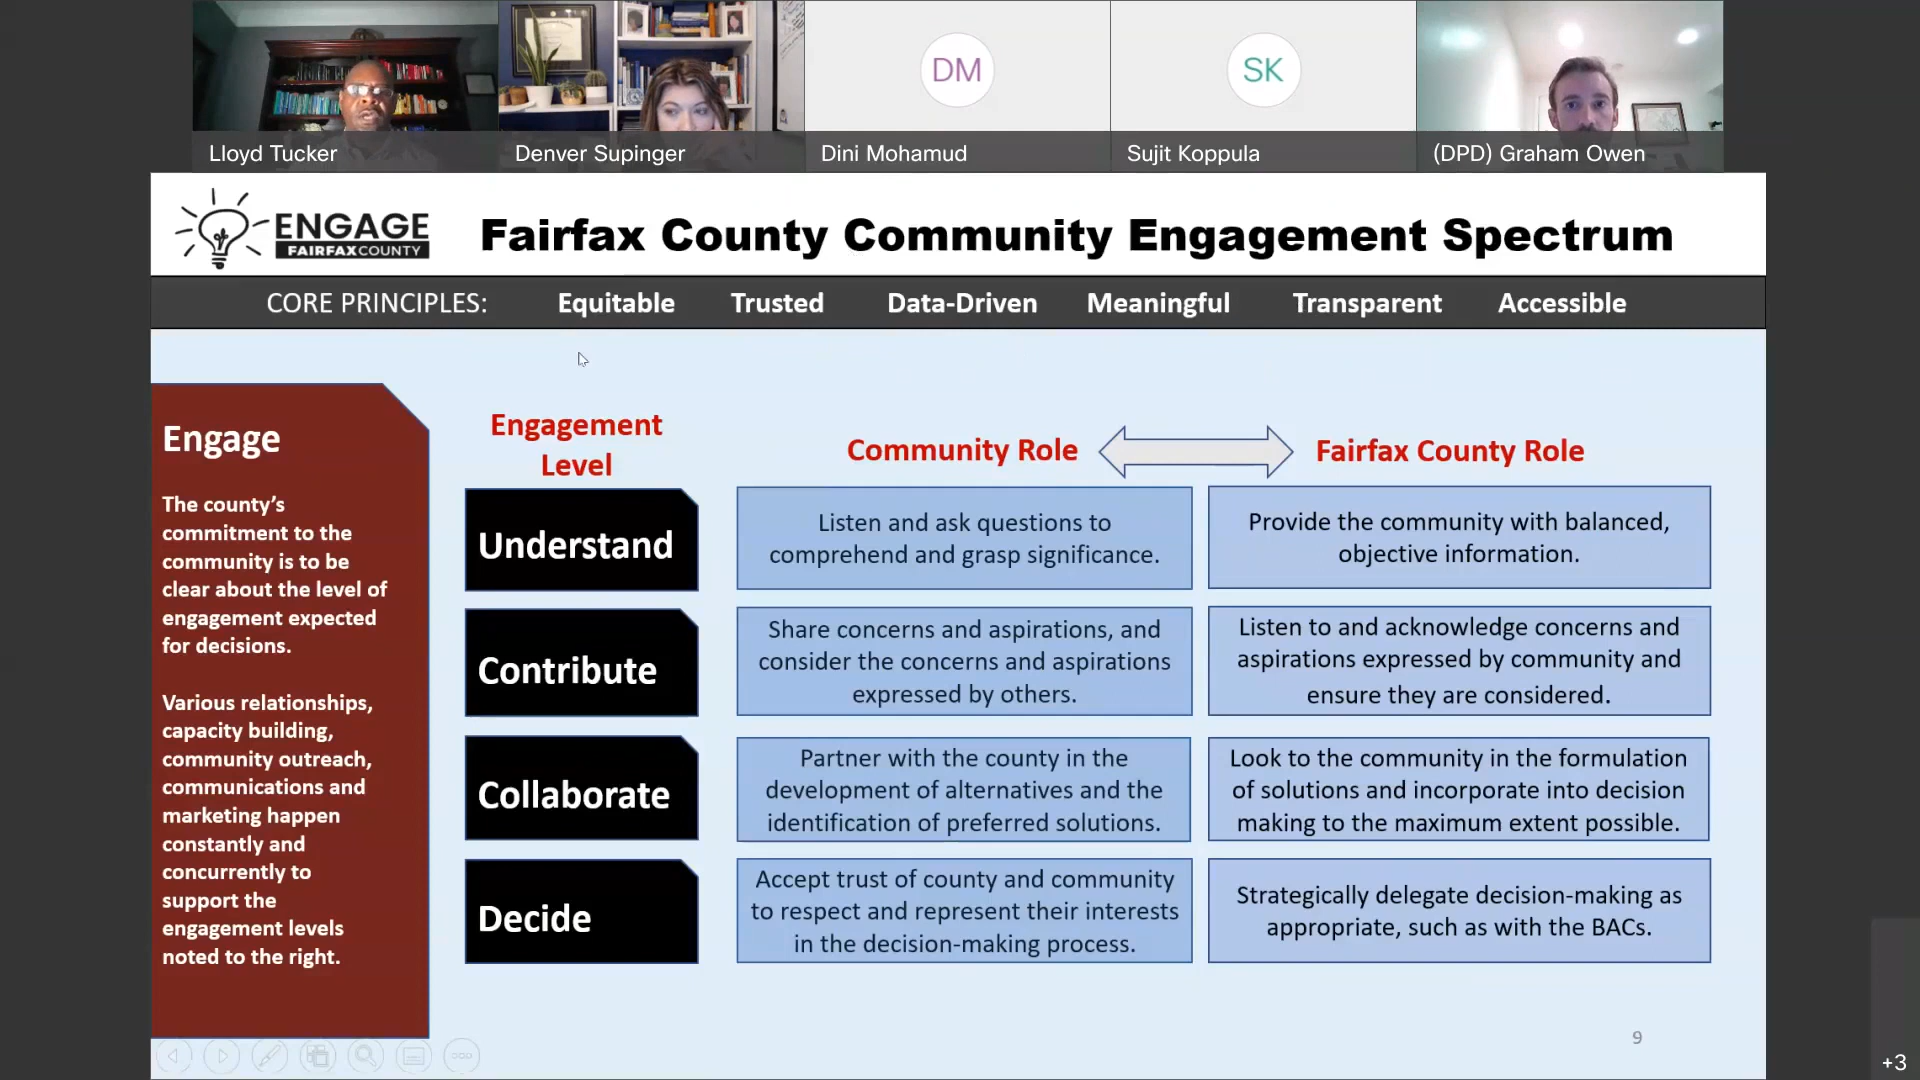 Lloyd Tucker
Denver Supinger
DM
Dini Mohamud
SK
Sujit Koppula
(DPD) Graham Owen
ENGAGE
FAIRFAXCOUNTY
Fairfax County Community Engagement Spectrum
CORE PRINCIPLES: Equitable Trusted Data-Driven Meaningful Transparent Accessible
Engage
The county's
commitment to the
community is to be
clear about the level of
engagement expected
for decisions.
Various relationships,
capacity building,
community outreach,
communications and
marketing happen
constantly and
concurrently to
support the
engagement levels
noted to the right.
Engagement
Level
Community Role
Fairfax County Role
Understand
Listen and ask questions to
comprehend and grasp significance.
Provide the community with balanced,
objective information.
Contribute
Share concerns and aspirations, and
consider the concerns and aspirations
expressed by others.
Listen to and acknowledge concerns and
aspirations expressed by community and
ensure they are considered.
Collaborate
Partner with the county in the
development of alternatives and the
identification of preferred solutions.
Look to the community in the formulation
of solutions and incorporate into decision
making to the maximum extent possible.
Decide
Accept trust of county and community
to respect and represent their interests
in the decision-making process.
Strategically delegate decision-making as
appropriate, such as with the BACs.
9
+3